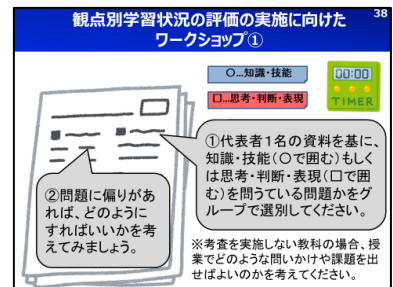 観点別学習状況の評価の実施に向けた
38
ワークショップ①
〇…知識・技能
00:00
□…思考・判断・表現
TIMER
①代表者1名の資料を基に、
知識・技能(〇で囲む)もしく
は思考・判断・表現(□で囲
む)を問うている問題かをグ
ループで選別してください。
②問題に偏りがあ
れば、どのように
すればいいかを考
えてみましょう。
※考査を実施しない教科の場合、授
業でどのような問いかけや課題を出
せばよいのかを考えてください。